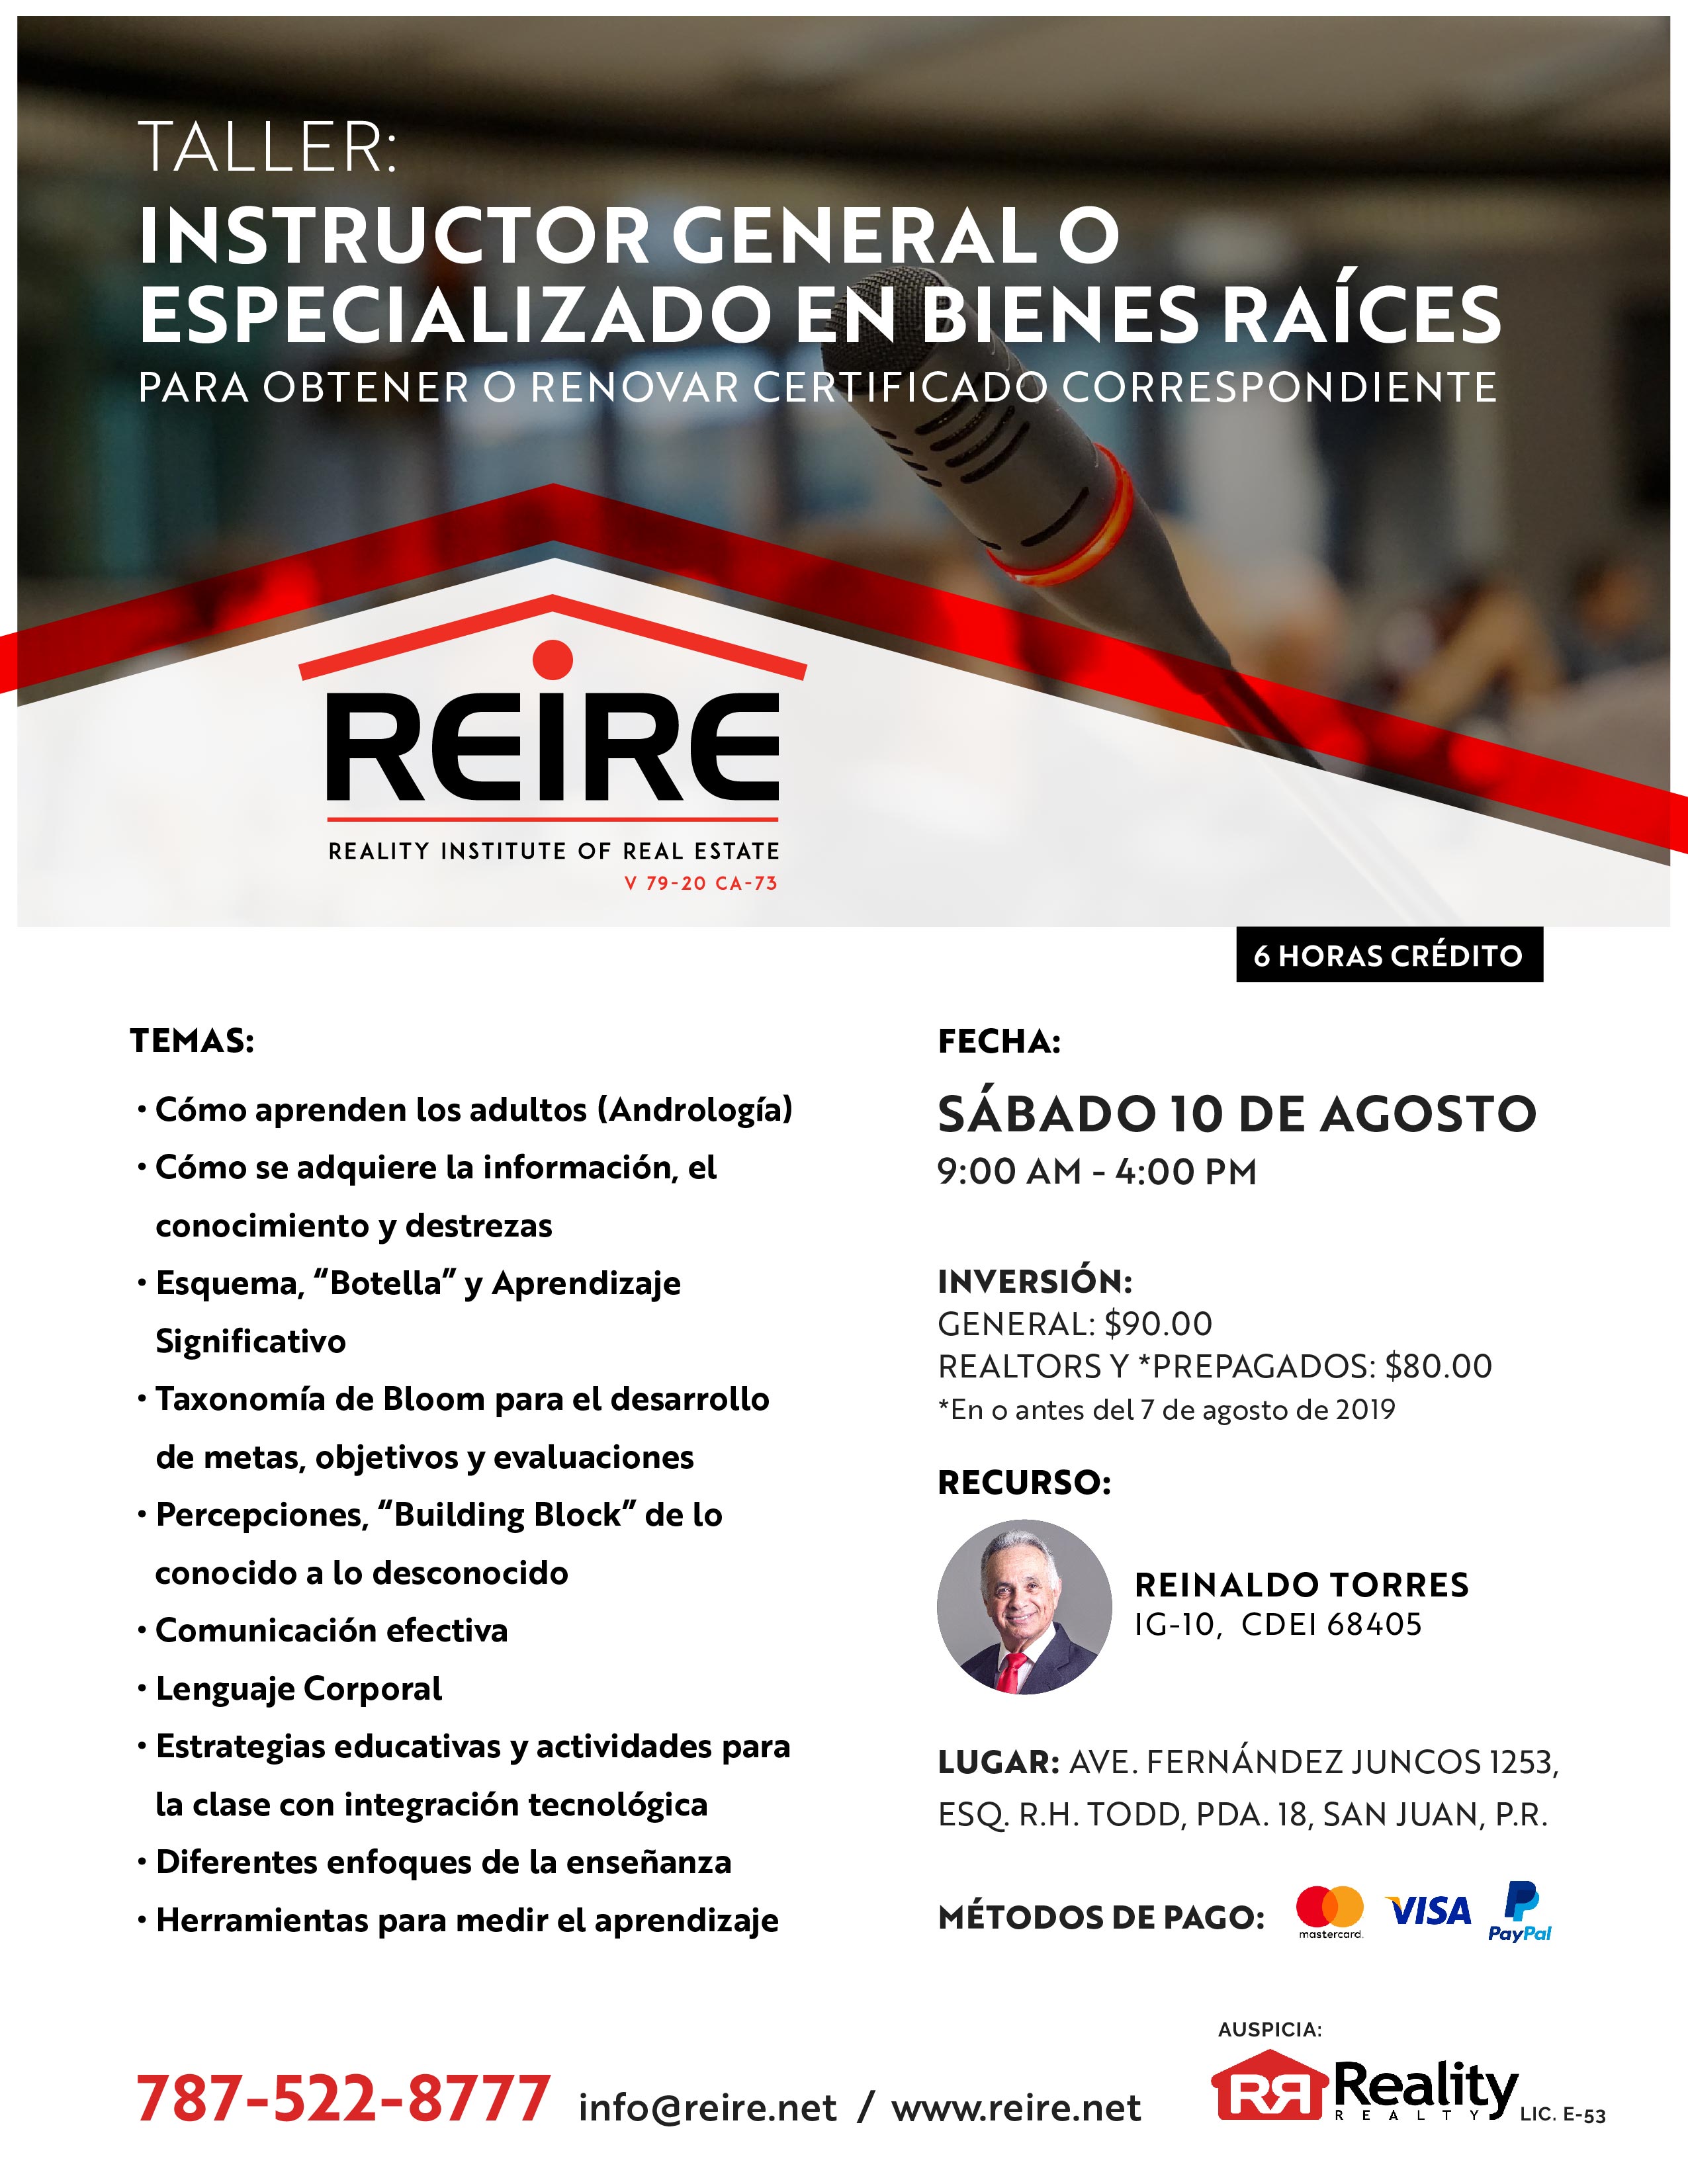 TALLER:
INSTRUCTOR GENERAL O
ESPECIALIZADO EN BIENES RAÍCES
PARA OBTENER O RENOVAR CERTIFICADO CORRESPONDIENTE
REIRE
REALITY INSTITUTE OF REAL ESTATE
V 79-20 CA-73
6 HORAS CRÉDITO
TEMAS:
• Cómo aprenden los adultos (Andrología)
• Cómo se adquiere la información, el
conocimiento y destrezas
• Esquema, “Botella” y Aprendizaje
Significativo
• Taxonomía de Bloom para el desarrollo
de metas, objetivos y evaluaciones
• Percepciones, “Building Block” de lo
conocido a lo desconocido
• Comunicación efectiva
• Lenguaje Corporal
• Estrategias educativas y actividades para
la clase con integración tecnológica
• Diferentes enfoques de la enseñanza
• Herramientas para medir el aprendizaje
FECHA:
SÁBADO 10 DE AGOSTO
9:00 AM - 4:00 PM
INVERSIÓN:
GENERAL: $90.00
REALTORS Y *PREPAGADOS: $80.00
*En o antes del 7 de agosto de 2019
RECURSO:
REINALDO TORRES
IG-10, CDEI 68405
LUGAR: AVE. FERNÁNDEZ JUNCOS 1253,
ESQ. R.H. TODD, PDA. 18, SAN JUAN, P.R.
MÉTODOS DE PAGO:
mastercard.
VISA
PayPal
787-522-8777 info@reire.net / www.reire.net
AUSPICIA:
RR Reality
REALTY
LIC. E-53